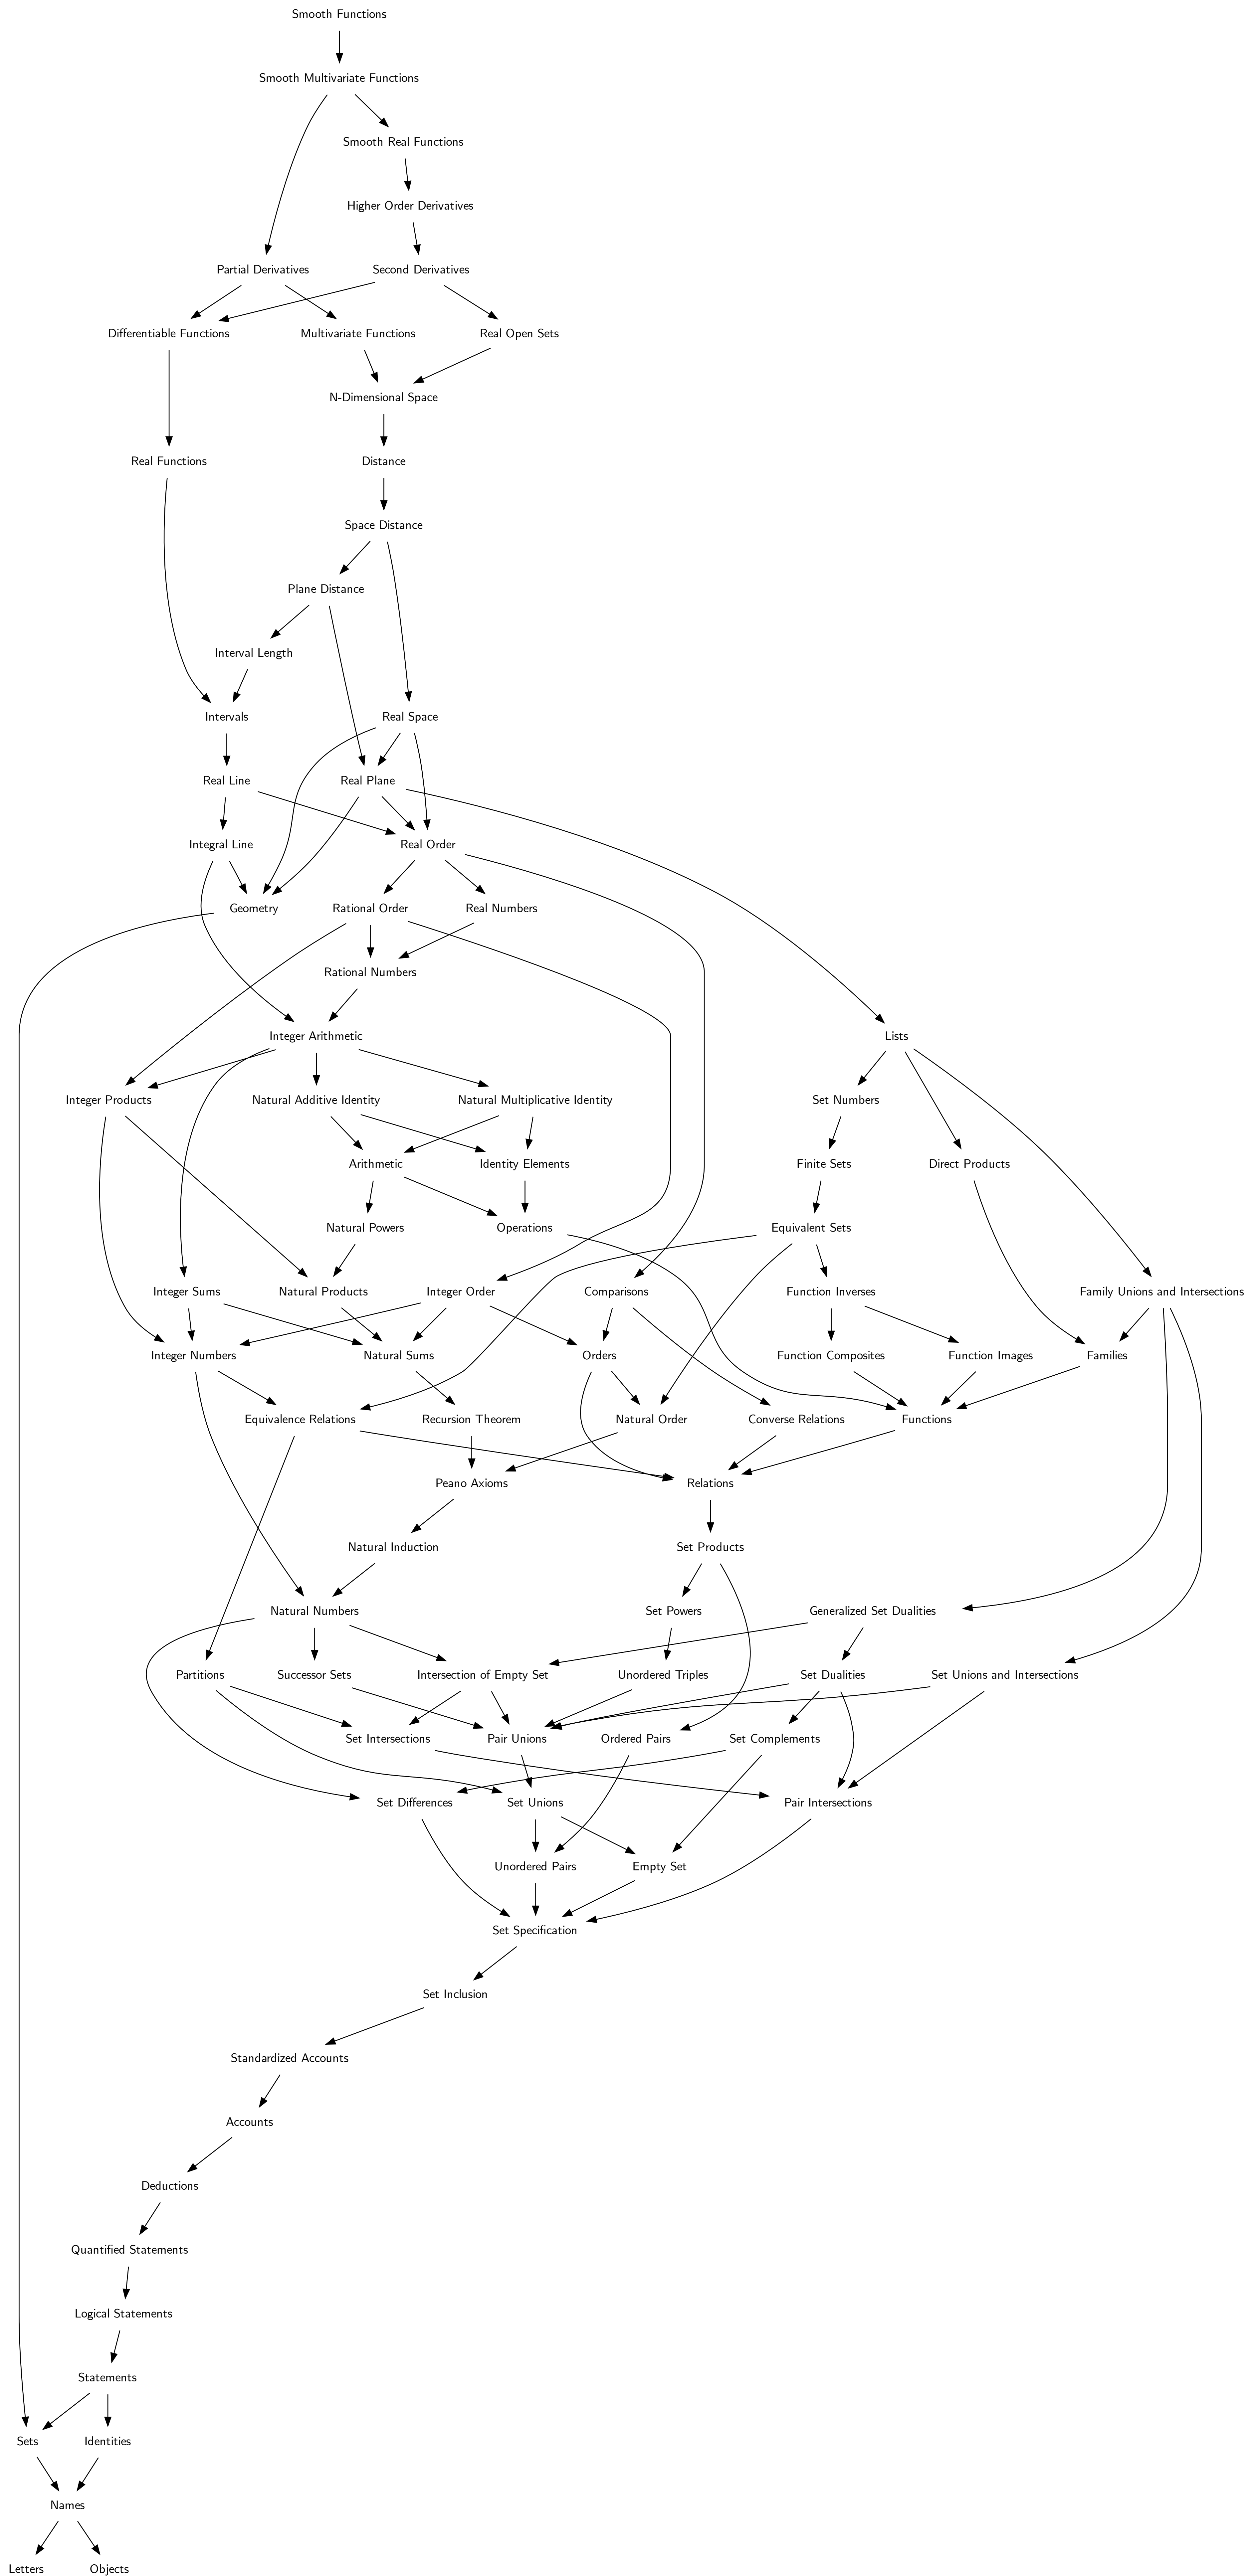 Smooth Functions
Smooth Multivariate Functions
Smooth Real Functions
Higher Order Derivatives
Partial Derivatives
Second Derivatives
Differentiable Functions
Multivariate Functions
Real Open Sets
N-Dimensional Space
Real Functions
Distance
Space Distance
Plane Distance
Interval Length
Intervals
Real Space
Real Line
Real Plane
Integral Line
Real Order
Geometry
Rational Order
Real Numbers
Rational Numbers
Integer Arithmetic
Lists
Integer Products
Natural Additive Identity
Natural Multiplicative Identity
Set Numbers
Arithmetic
Identity Elements
Finite Sets
Direct Products
Natural Powers
Operations
Equivalent Sets
Integer Sums
Natural Products
Integer Order
Comparisons
Function Inverses
Family Unions and Intersections
Integer Numbers
Natural Sums
Orders
Function Composites
Function Images
Families
Equivalence Relations
Recursion Theorem
Natural Order
Converse Relations
Functions
Peano Axioms
Relations
Natural Induction
Set Products
Natural Numbers
Set Powers
Generalized Set Dualities
Partitions
Successor Sets
Intersection of Empty Set
Unordered Triples
Set Dualities
Set Unions and Intersections
Set Intersections
Pair Unions
Ordered Pairs
Set Complements
Set Differences
Set Unions
Pair Intersections
Unordered Pairs
Empty Set
Set Specification
Set Inclusion
Standardized Accounts
Accounts
Deductions
Quantified Statements
Logical Statements
Statements
Sets
Identities
Names
Letters
Objects